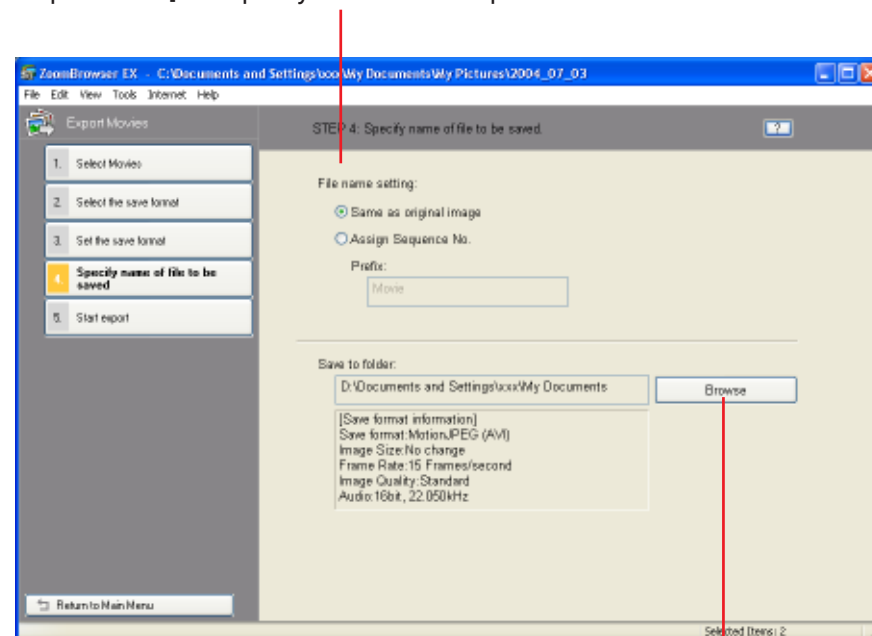 ZoomBrowser EX - C:\Documents and Settings\xxx\My Documents\My Pictures\2004_07_03
File Edit View Tools Internet Help
Export Movies
STEP 4: Specify name of file to be saved.
?
1. Select Movies
2. Select the save format
3. Set the save format
4. Specify name of file to be saved
5. Start export
File name setting:
Same as original image
Assign Sequence No.
Prefix:
Movie
Save to folder:
D:\Documents and Settings\xxx\My Documents
Browse
[Save format information]
Save format:MotionJPEG (AVI)
Image Size:No change
Frame Rate:15 Frames/second
Image Quality:Standard
Audio:16bit, 22.050kHz
Return to Main Menu
Selected Items: 2